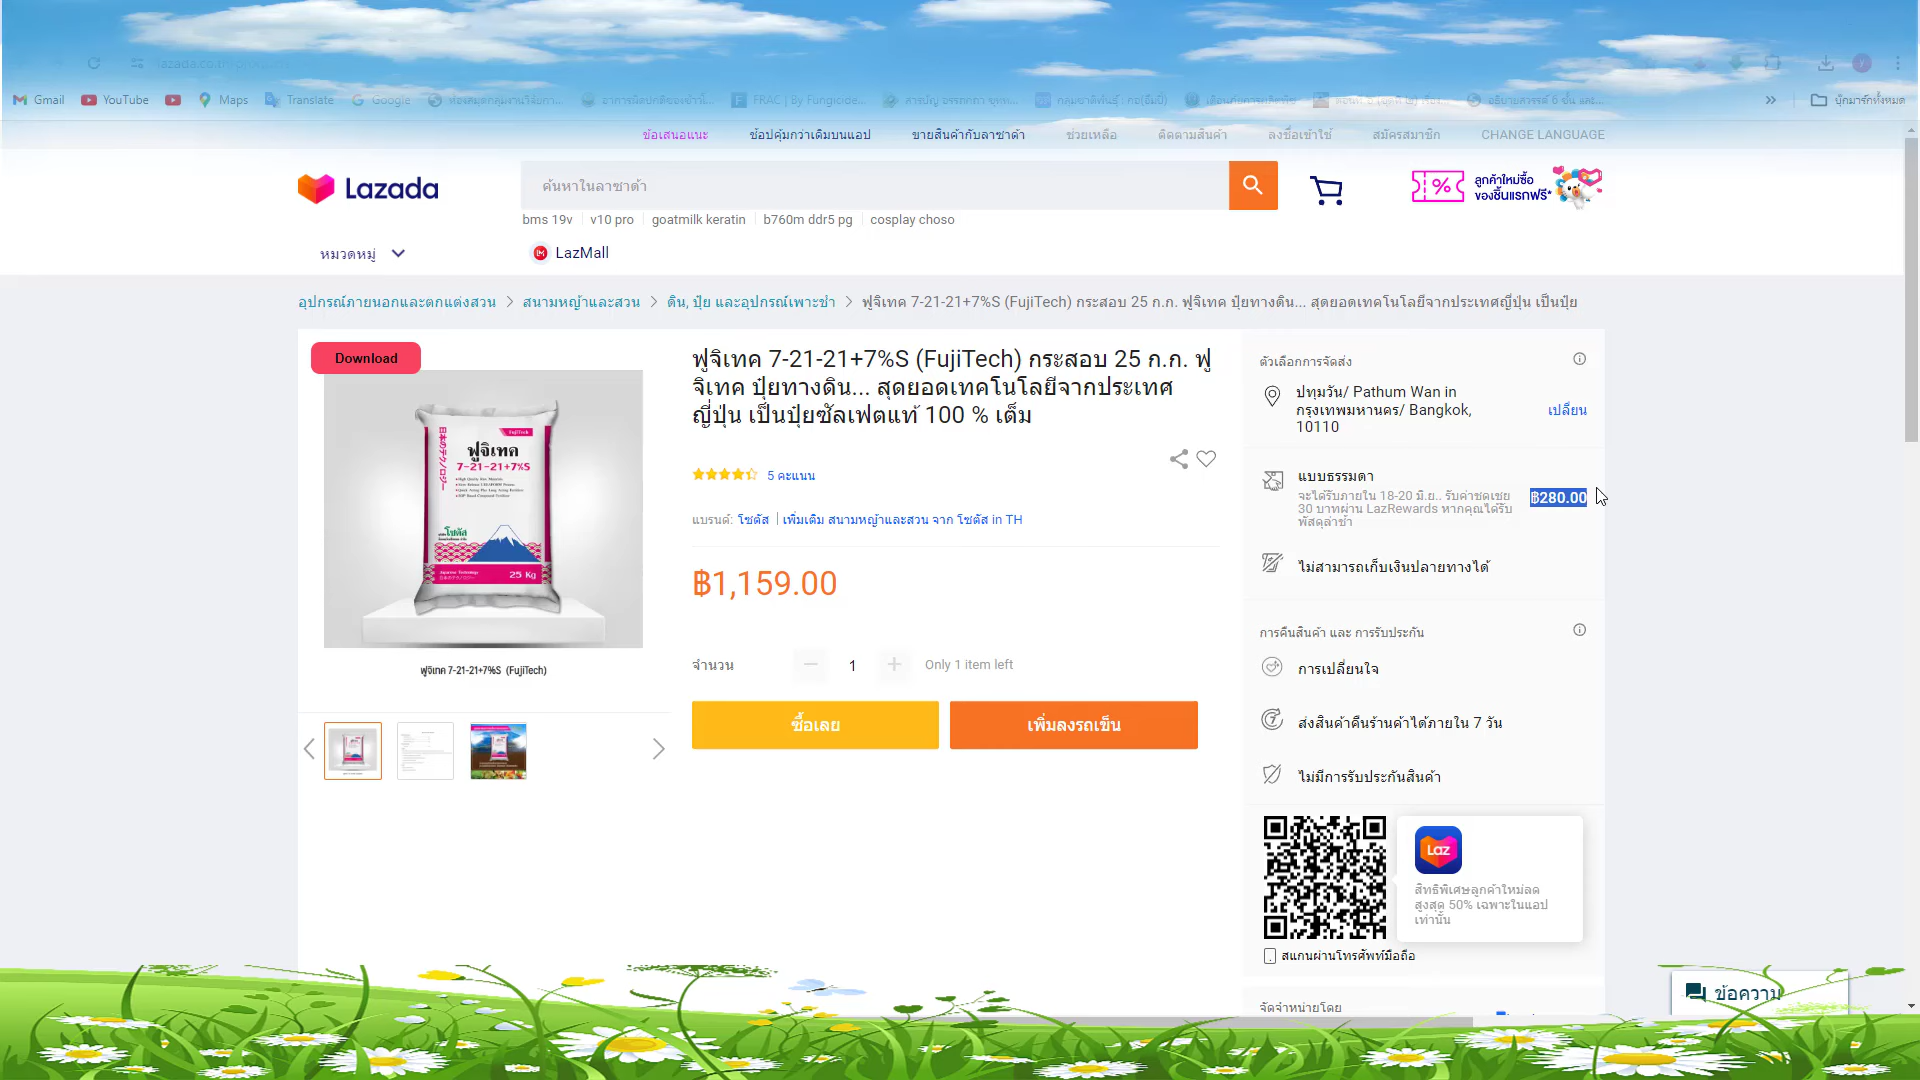 Gmail
YouTube
Maps
Translate
Google
FRAC | By Fungicide...
บุ๊กมาร์กทั้งหมด
ข้อเสนอแนะ
ช้อปคุ้มกว่าเดิมบนแอป
ขายสินค้ากับลาซาด้า
ช่วยเหลือ
ติดตามสินค้า
ลงชื่อเข้าใช้
สมัครสมาชิก
CHANGE LANGUAGE
Lazada
ค้นหาในลาซาด้า
%
ลูกค้าใหม่ซื้อ
ของชิ้นแรกฟรี*
bms 19v
v10 pro
goatmilk keratin
b760m ddr5 pg
cosplay choso
หมวดหมู่
LazMall
อุปกรณ์ภายนอกและตกแต่งสวน > สนามหญ้าและสวน > ดิน, ปุ๋ย และอุปกรณ์เพาะชำ > ฟูจิเทค 7-21-21+7%S (FujiTech) กระสอบ 25 ก.ก. ฟูจิเทค ปุ๋ยทางดิน... สุดยอดเทคโนโลยีจากประเทศญี่ปุ่น เป็นปุ๋ย
Download
FujiTech
ฟูจิเทค
7-21-21+7%S
โซตัส
25 Kg
ฟูจิเทค 7-21-21+7%S (FujiTech)
ฟูจิเทค 7-21-21+7%S (FujiTech) กระสอบ 25 ก.ก. ฟู
จิเทค ปุ๋ยทางดิน... สุดยอดเทคโนโลยีจากประเทศ
ญี่ปุ่น เป็นปุ๋ยซัลเฟตแท้ 100 % เต็ม
5 คะแนน
แบรนด์: โซตัส | เพิ่มเติม สนามหญ้าและสวน จาก โซตัส in TH
฿1,159.00
จำนวน
1
Only 1 item left
ซื้อเลย
เพิ่มลงรถเข็น
ตัวเลือกการจัดส่ง
ปทุมวัน/ Pathum Wan in
กรุงเทพมหานคร/ Bangkok,
10110
เปลี่ยน
แบบธรรมดา
จะได้รับภายใน 18-20 มิ.ย.. รับค่าชดเชย
30 บาทผ่าน LazRewards หากคุณได้รับ
พัสดุล่าช้า
฿280.00
ไม่สามารถเก็บเงินปลายทางได้
การคืนสินค้า และ การรับประกัน
การเปลี่ยนใจ
ส่งสินค้าคืนร้านค้าได้ภายใน 7 วัน
ไม่มีการรับประกันสินค้า
Laz
สิทธิพิเศษลูกค้าใหม่ลด
สูงสุด 50% เฉพาะในแอป
เท่านั้น
สแกนผ่านโทรศัพท์มือถือ
จัดจำหน่ายโดย
ข้อความ